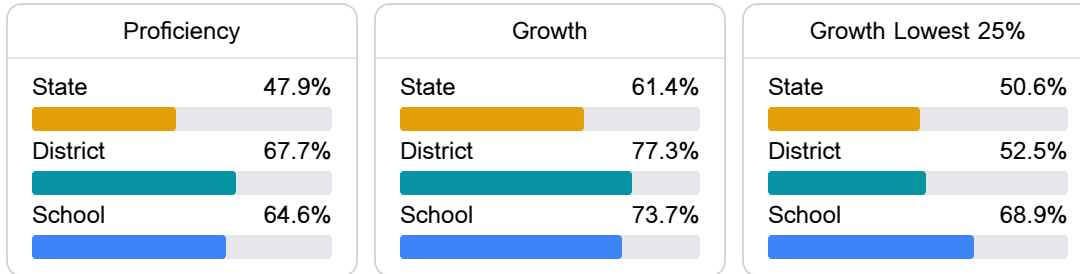 Proficiency
State 47.9%
District 67.7%
School 64.6%
Growth
State 61.4%
District 77.3%
School 73.7%
Growth Lowest 25%
State 50.6%
District 52.5%
School 68.9%